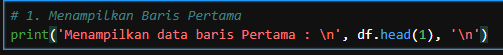 # 1. Menampilkan Baris Pertama
print('Menampilkan data baris Pertama : \n', df.head(1), '\n')